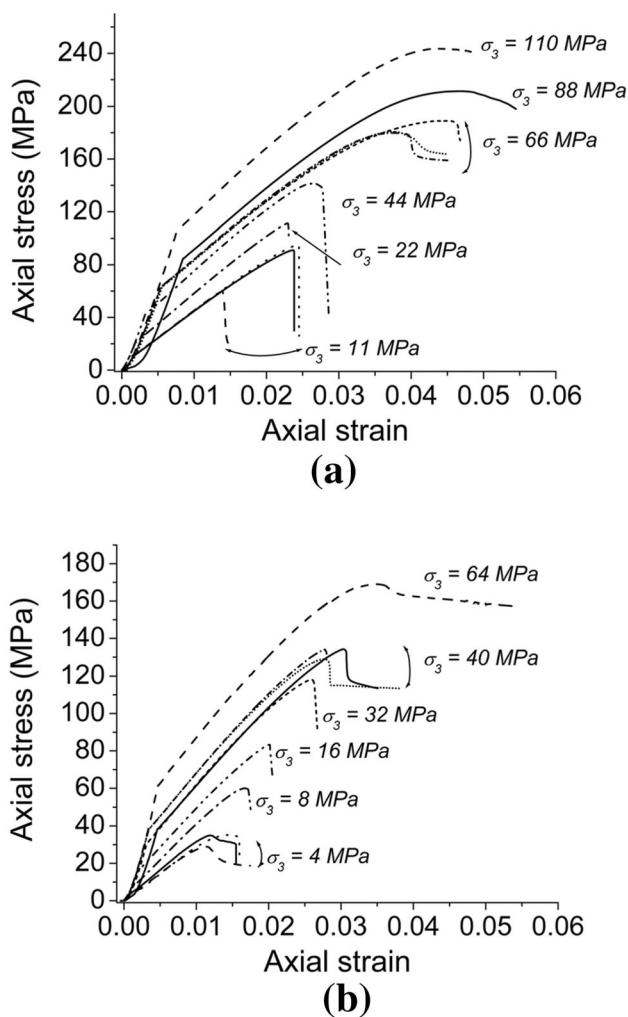 Axial stress (MPa)
240
200
160
120
80
40
0
0.00 0.01 0.02 0.03 0.04 0.05 0.06
Axial strain
σ3 = 110 MPa
σ3 = 88 MPa
σ3 = 66 MPa
σ3 = 44 MPa
σ3 = 22 MPa
σ3 = 11 MPa
(a)
Axial stress (MPa)
180
160
140
120
100
80
60
40
20
0
0.00 0.01 0.02 0.03 0.04 0.05 0.06
Axial strain
σ3 = 64 MPa
σ3 = 40 MPa
σ3 = 32 MPa
σ3 = 16 MPa
σ3 = 8 MPa
σ3 = 4 MPa
(b)